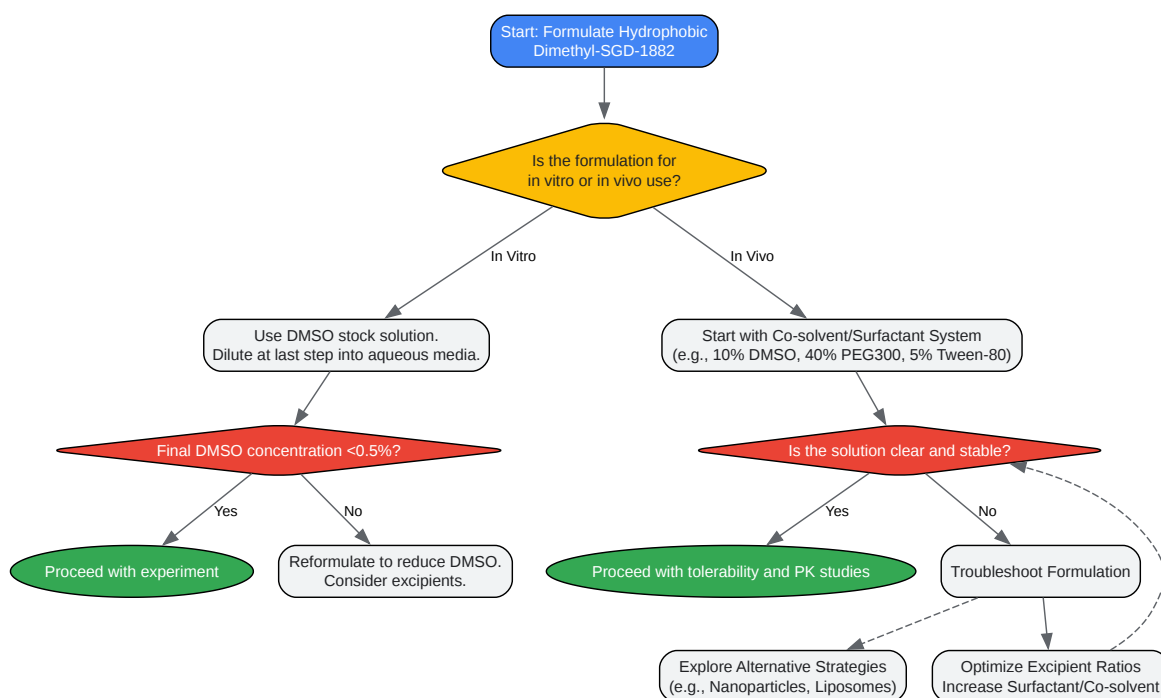 Start: Formulate Hydrophobic
Dimethyl-SGD-1882
Is the formulation for
in vitro or in vivo use?
In Vitro
In Vivo
Use DMSO stock solution.
Dilute at last step into aqueous media.
Start with Co-solvent/Surfactant System
(e.g., 10% DMSO, 40% PEG300, 5% Tween-80)
Final DMSO concentration <0.5%?
Is the solution clear and stable?
Yes
No
Yes
No
Proceed with experiment
Reformulate to reduce DMSO.
Consider excipients.
Proceed with tolerability and PK studies
Troubleshoot Formulation
Explore Alternative Strategies
(e.g., Nanoparticles, Liposomes)
Optimize Excipient Ratios
Increase Surfactant/Co-solvent